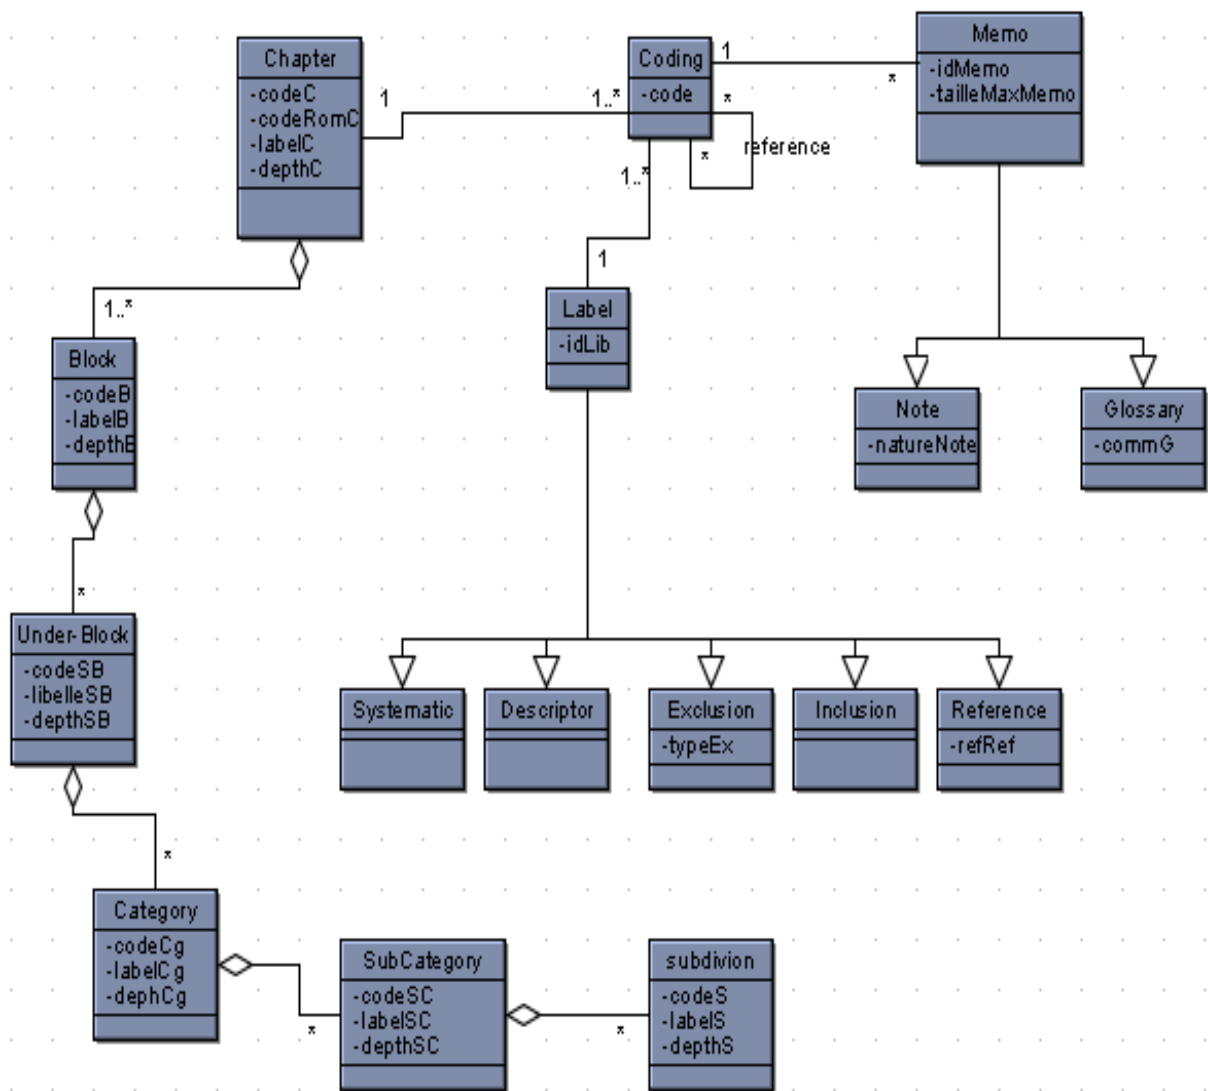 Chapter
-codeC
-codeRomC
-labelC
-depthC
1
1..*
Coding
-code
1
*
*
*
reference
1..*
1
Memo
-idMemo
-tailleMaxMemo
1..*
Block
-codeB
-labelB
-depthB
Label
-idLib
Note
-natureNote
Glossary
-commG
*
Under-Block
-codeSB
-libelleSB
-depthSB
Systematic
Descriptor
Exclusion
-typeEx
Inclusion
Reference
-refRef
*
Category
-codeCg
-labelCg
-dephCg
*
SubCategory
-codeSC
-labelSC
-depthSC
*
subdivion
-codeS
-labelS
-depthS